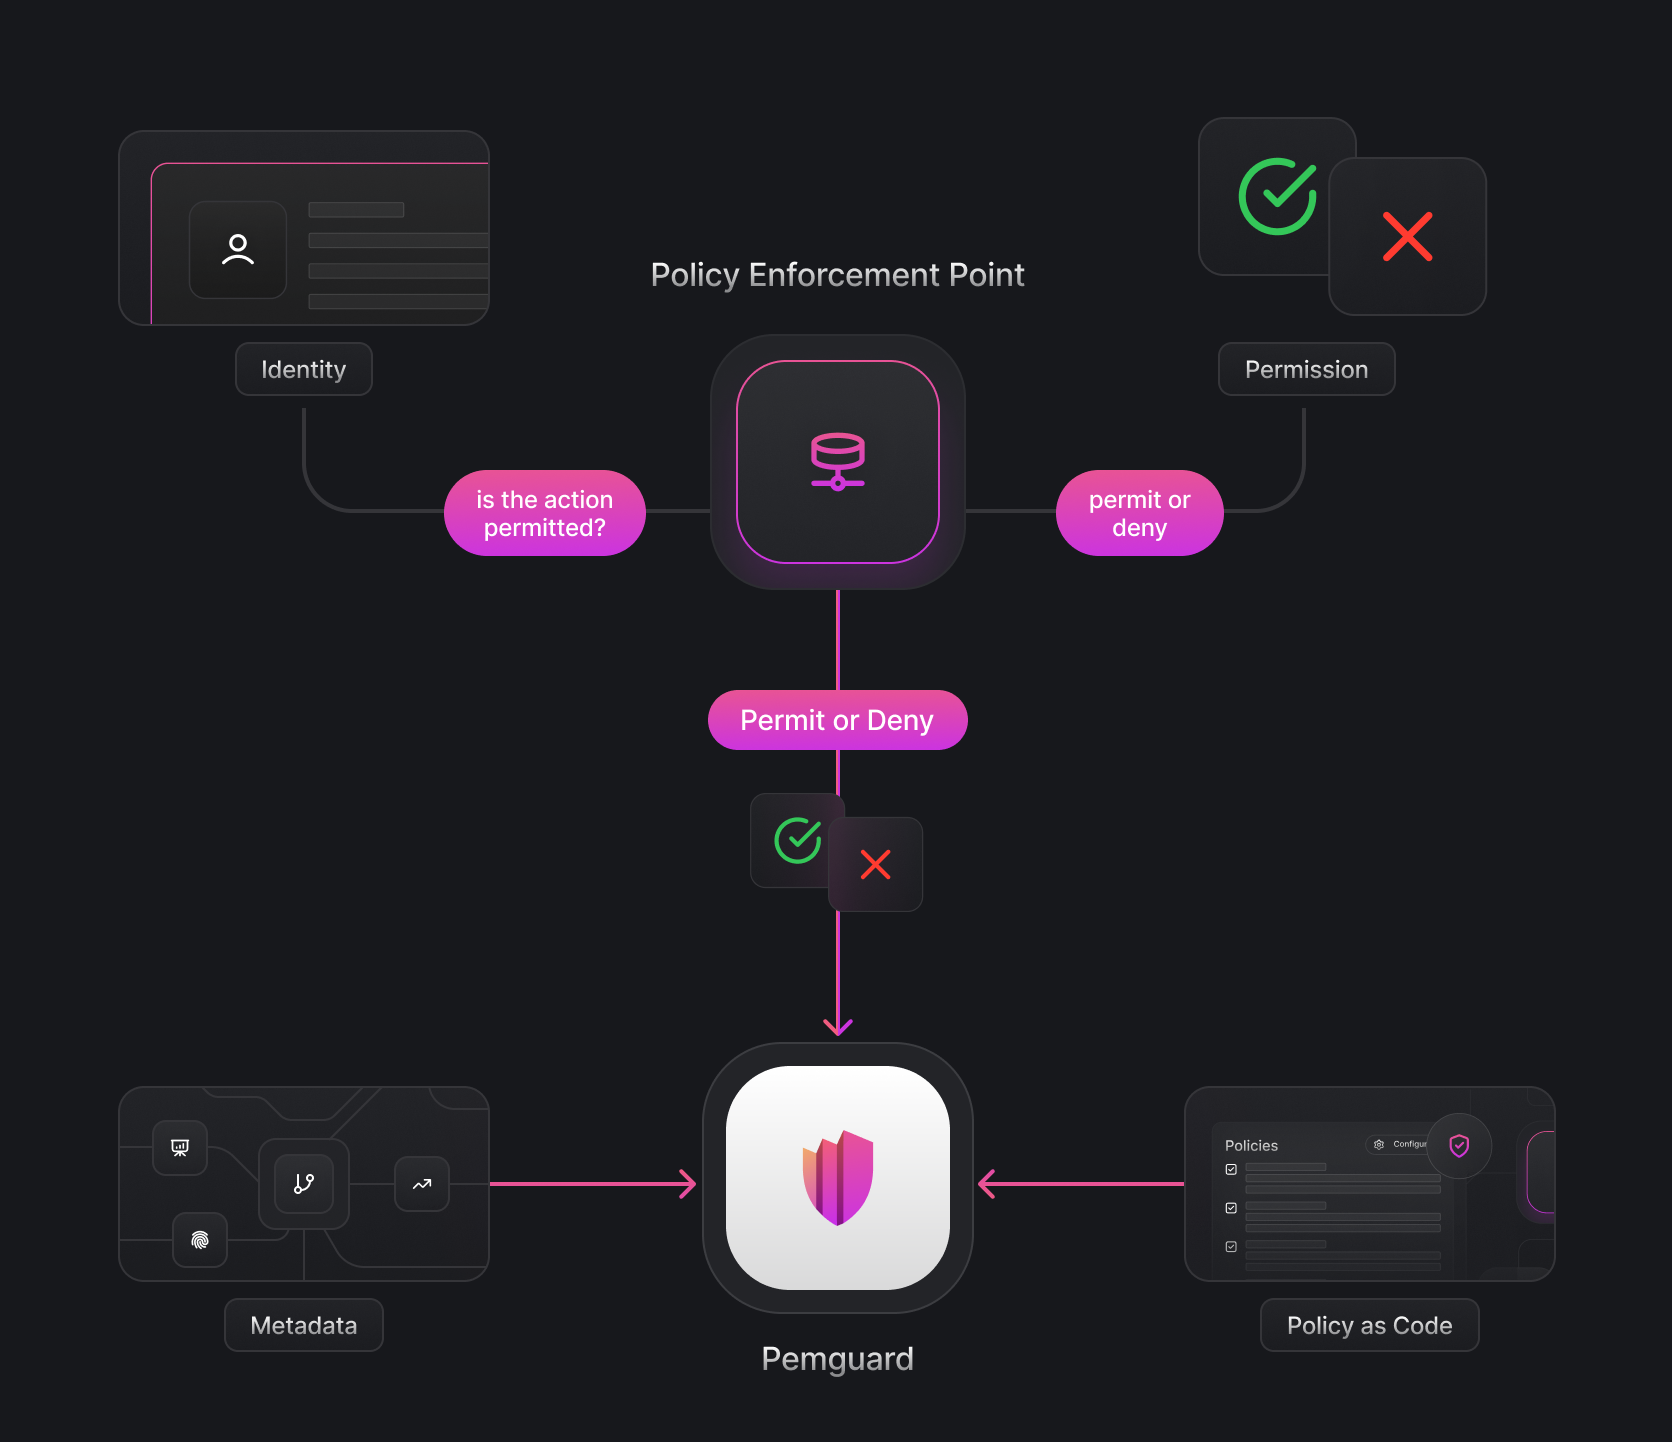 Policy Enforcement Point
Identity
Permission
is the action
permitted?
permit or
deny
Permit or Deny
Policies
Metadata
Policy as Code
Pemguard